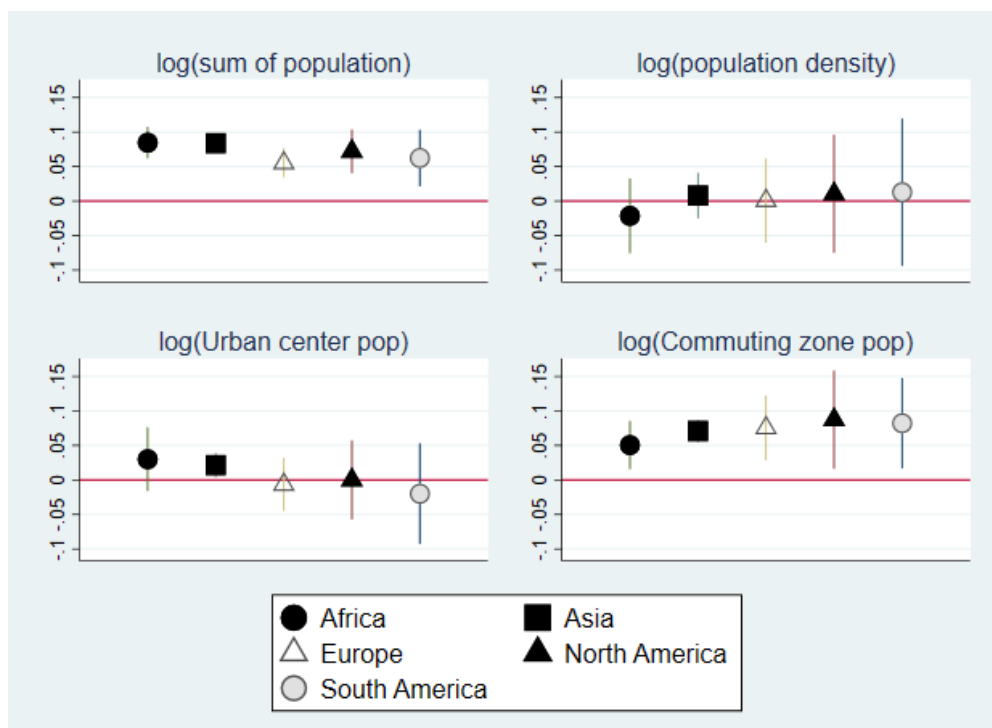 log(sum of population)
.15
.1
.05
0
-.05
-.1
log(population density)
.15
.1
.05
0
-.05
-.1
log(Urban center pop)
.15
.1
.05
0
-.05
-.1
log(Commuting zone pop)
.15
.1
.05
0
-.05
-.1
Africa
Asia
Europe
North America
South America